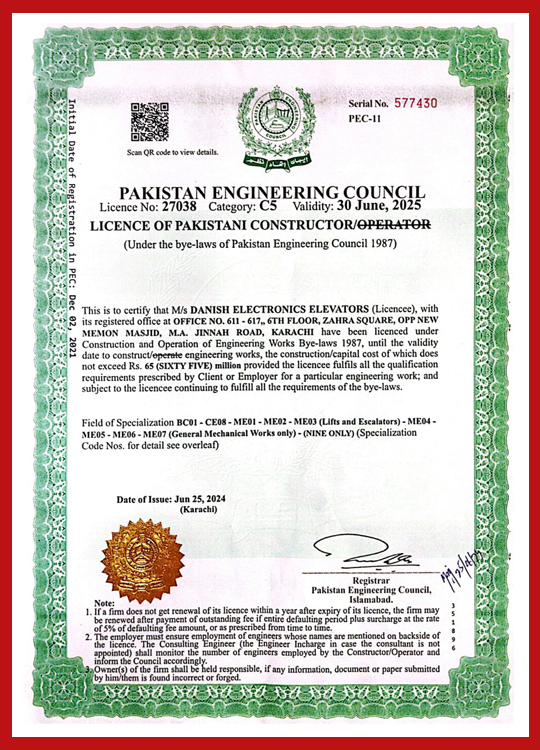 Serial No. 577430
PEC-11
Scan QR code to view details.
Initial Date of Registration in PEC: Dec 02, 2021
PAKISTAN ENGINEERING COUNCIL
Licence No: 27038 Category: C5 Validity: 30 June, 2025
LICENCE OF PAKISTANI CONSTRUCTOR/OPERATOR
(Under the bye-laws of Pakistan Engineering Council 1987)
This is to certify that M/s DANISH ELECTRONICS ELEVATORS (Licencee), with
its registered office at OFFICE NO. 611 - 617,, 6TH FLOOR, ZAHRA SQUARE, OPP NEW
MEMON MASJID, M.A. JINNAH ROAD, KARACHI have been licenced under
Construction and Operation of Engineering Works Bye-laws 1987, until the validity
date to construct/operate engineering works, the construction/capital cost of which does
not exceed Rs. 65 (SIXTY FIVE) million provided the licencee fulfils all the qualification
requirements prescribed by Client or Employer for a particular engineering work; and
subject to the licencee continuing to fulfill all the requirements of the bye-laws.
Field of Specialization BC01 - CE08 - ME01 - ME02 - ME03 (Lifts and Escalators) - ME04 -
ME05 - ME06 - ME07 (General Mechanical Works only) - (NINE ONLY) (Specialization
Code Nos. for detail see overleaf)
Date of Issue: Jun 25, 2024
(Karachi)
Registrar
Pakistan Engineering Council,
Islamabad.
351896
Note:
1. If a firm does not get renewal of its licence within a year after expiry of its licence, the firm may
be renewed after payment of outstanding fee if entire defaulting period plus surcharge at the rate
of 5% of defaulting fee amount, or as prescribed from time to time.
2. The employer must ensure employment of engineers whose names are mentioned on backside of
the licence. The Consulting Engineer (the Engineer Incharge in case the consultant is not
appointed) shall monitor the number of engineers employed by the Constructor/Operator and
inform the Council accordingly.
3. Owner(s) of the firm shall be held responsible, if any information, document or paper submitted
by him/them is found incorrect or forged.